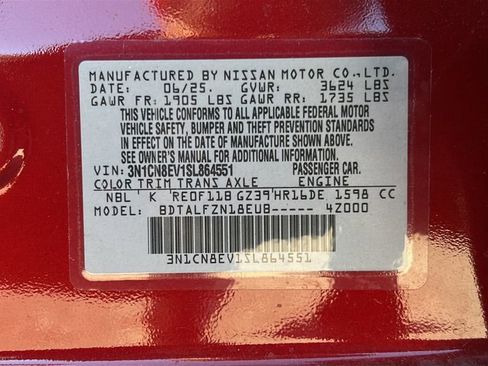 MANUFACTURED BY NISSAN MOTOR CO., LTD.
DATE: 06/25. GVWR: 3624 LBS
GAWR FR: 1905 LBS GAWR RR: 1735 LBS
THIS VEHICLE CONFORMS TO ALL APPLICABLE FEDERAL MOTOR
VEHICLE SAFETY, BUMPER AND THEFT PREVENTION STANDARDS
IN EFFECT ON THE DATE OF MANUFACTURE SHOWN ABOVE.
SEE OWNER'S MANUAL FOR ADDITIONAL INFORMATION.
VIN: 3N1CN8EV1SL864551 PASSENGER CAR.
COLOR TRIM TRANS AXLE ENGINE
NBL K RE0F11B GZ39 HR16DE 1598 CC
MODEL: BDTALFZN18EUB----- 4Z000
3N1CN8EV1SL864551